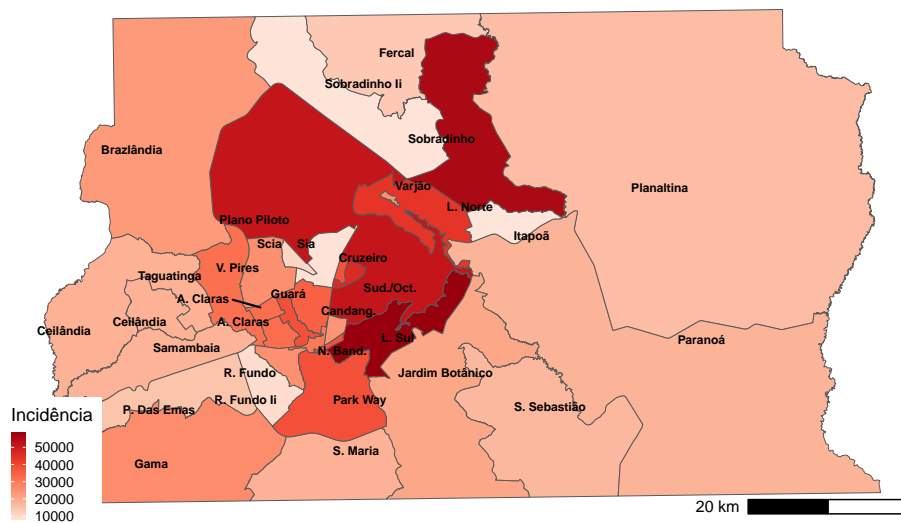 Fercal
Sobradinho Ii
Sobradinho
Brazlândia
Varjão
Planaltina
L. Norte
Plano Piloto
Itapoã
Scia
Sia
Cruzeiro
V. Pires
Taguatinga
Sud./Oct.
Guará
A. Claras
Candang.
A. Claras
Ceilândia
Ceilândia
L. Sul
Paranoá
Samambaia
N. Band.
R. Fundo
Jardim Botânico
R. Fundo Ii
Park Way
P. Das Emas
S. Sebastião
S. Maria
Gama
Incidência
50000
40000
30000
20000
10000
20 km